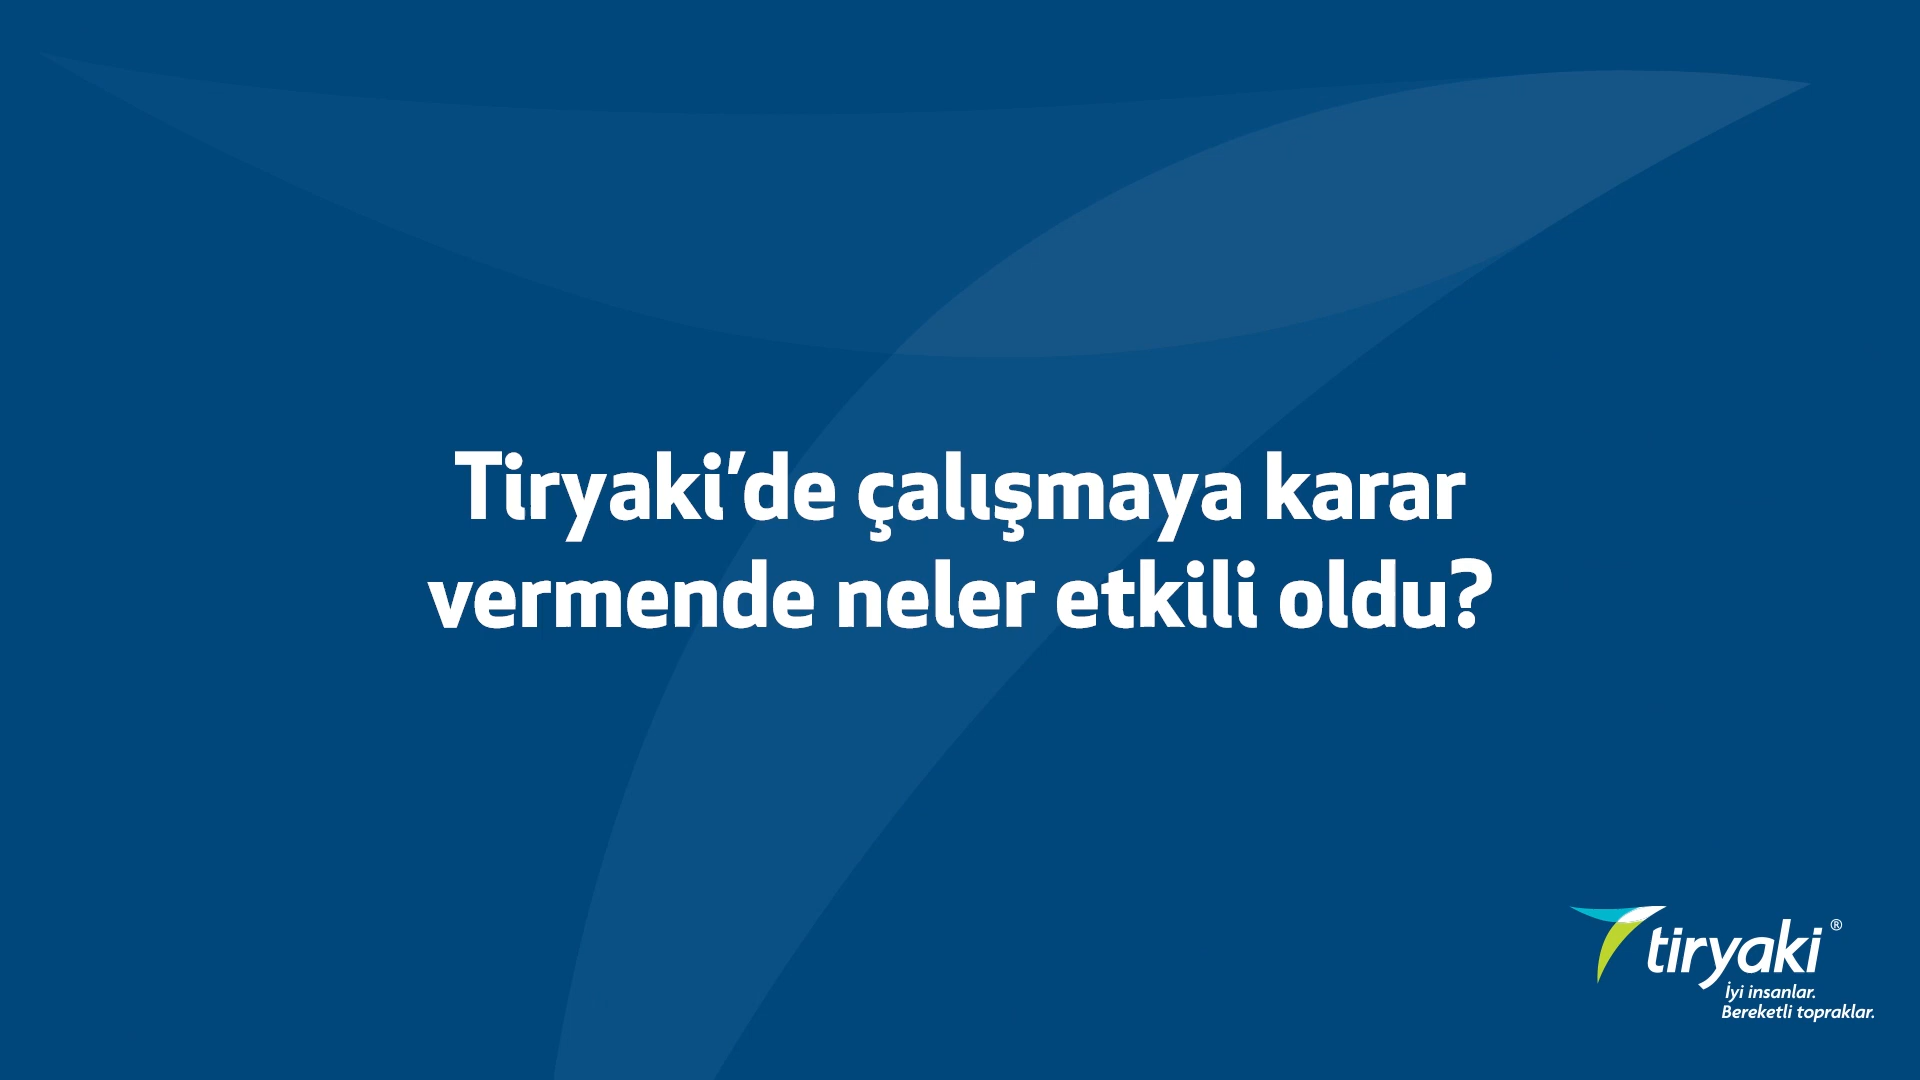 Tiryaki’de çalışmaya karar
vermende neler etkili oldu?
tiryaki®
İyi insanlar.
Bereketli topraklar.